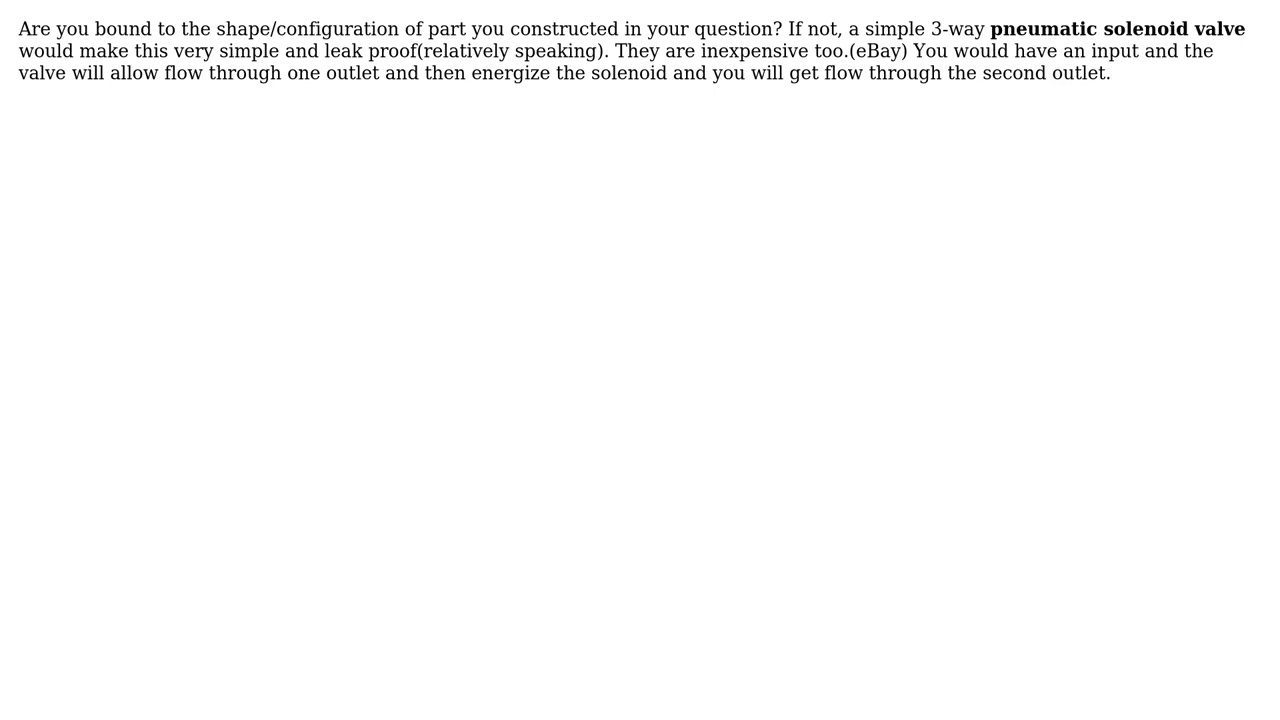 Are you bound to the shape/configuration of part you constructed in your question? If not, a simple 3-way pneumatic solenoid valve
would make this very simple and leak proof(relatively speaking). They are inexpensive too.(eBay) You would have an input and the
valve will allow flow through one outlet and then energize the solenoid and you will get flow through the second outlet.